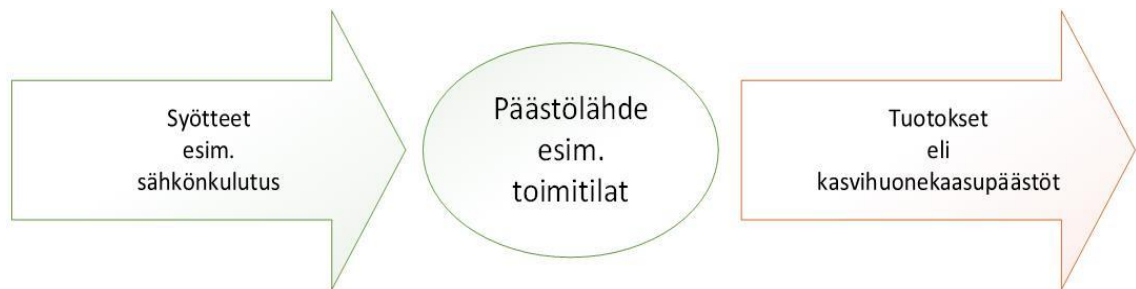 Syötteet
esim.
sähkönkulutus
Päästölähde
esim.
toimitilat
Tuotokset
eli
kasvihuonekaasupäästöt